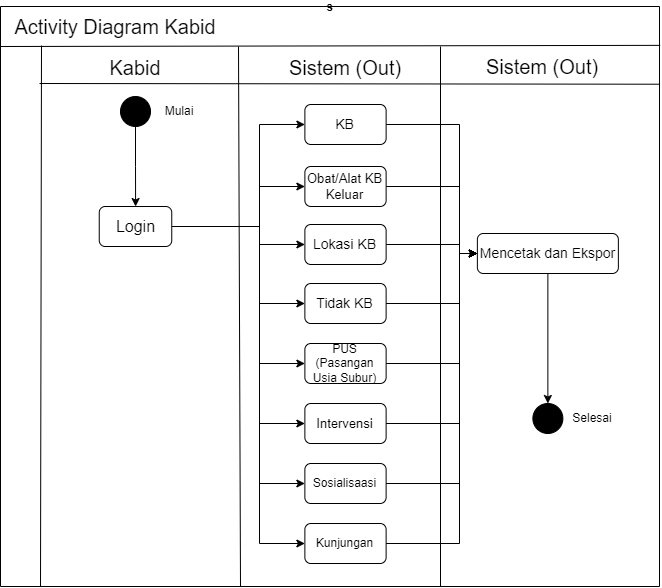 s
Activity Diagram Kabid
Kabid
Sistem (Out)
Sistem (Out)
Mulai
KB
Obat/Alat KB
Keluar
Login
Lokasi KB
Mencetak dan Ekspor
Tidak KB
PUS
(Pasangan
Usia Subur)
Intervensi
Selesai
Sosialisaasi
Kunjungan